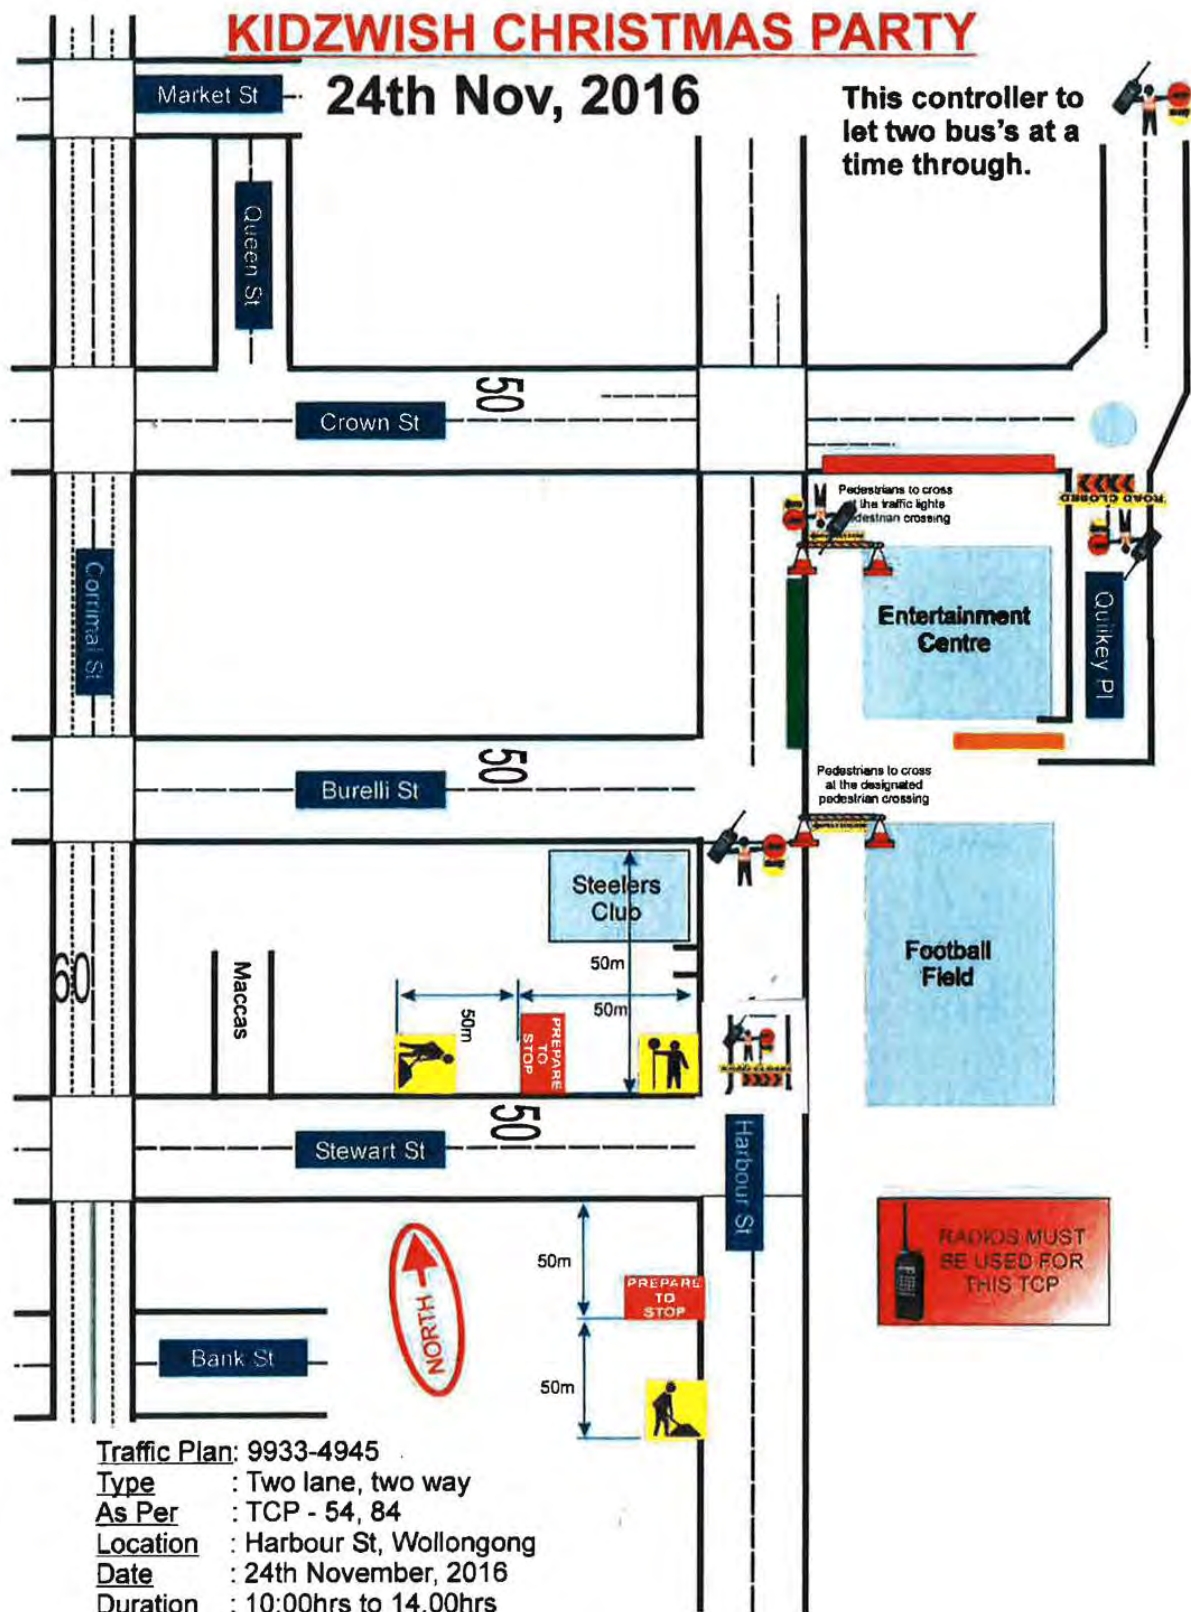 KIDZWISH CHRISTMAS PARTY
24th Nov, 2016
This controller to
let two bus's at a
time through.
Market St
Queen St
50
Crown St
Pedestrians to cross
at the traffic lights
pedestrian crossing
ROAD CLOSED
Entertainment
Centre
Quilkey Pl
Corrimal St
50
Burelli St
Pedestrians to cross
at the designated
pedestrian crossing
Steelers
Club
50m
50m
50m
60
Maccas
PREPARE
TO
STOP
Football
Field
ROAD CLOSED
50
Stewart St
Harbour St
RADIOS MUST
BE USED FOR
THIS TCP
NORTH
50m
PREPARE
TO
STOP
50m
Bank St
Traffic Plan: 9933-4945
Type : Two lane, two way
As Per : TCP - 54, 84
Location : Harbour St, Wollongong
Date : 24th November, 2016
Duration : 10:00hrs to 14.00hrs